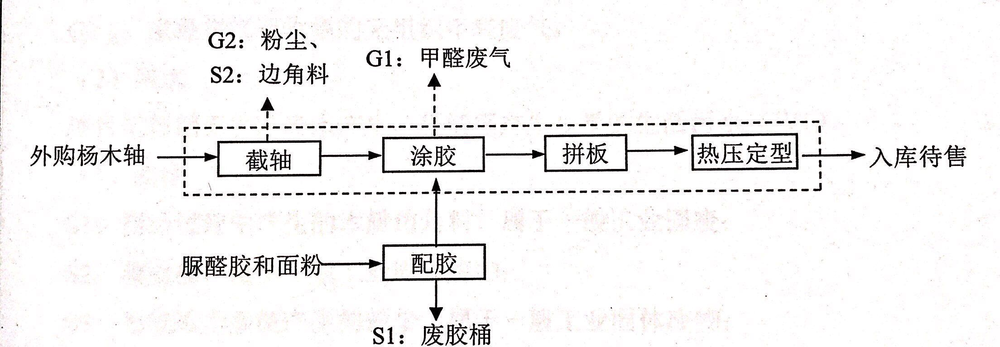 G2：粉尘、
S2：边角料
G1：甲醛废气
外购杨木轴
截轴
涂胶
拼板
热压定型
入库待售
脲醛胶和面粉
配胶
S1：废胶桶